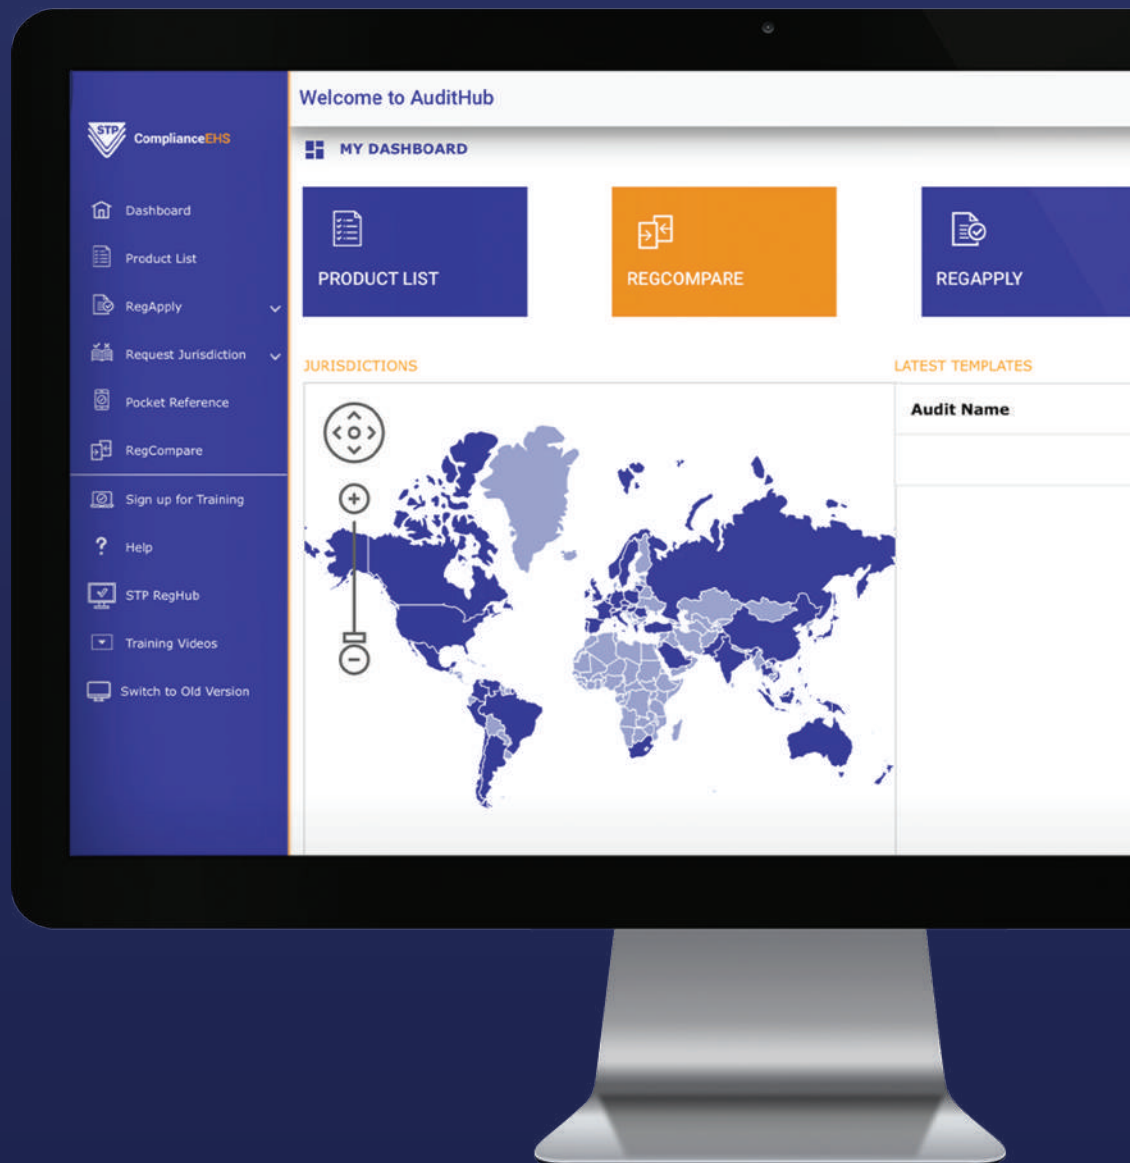 Welcome to AuditHub
STP
ComplianceEHS
MY DASHBOARD
Dashboard
Product List
RegApply
Request Jurisdiction
Pocket Reference
RegCompare
Sign up for Training
? Help
STP RegHub
Training Videos
Switch to Old Version
PRODUCT LIST
REGCOMPARE
REGAPPLY
JURISDICTIONS
LATEST TEMPLATES
Audit Name